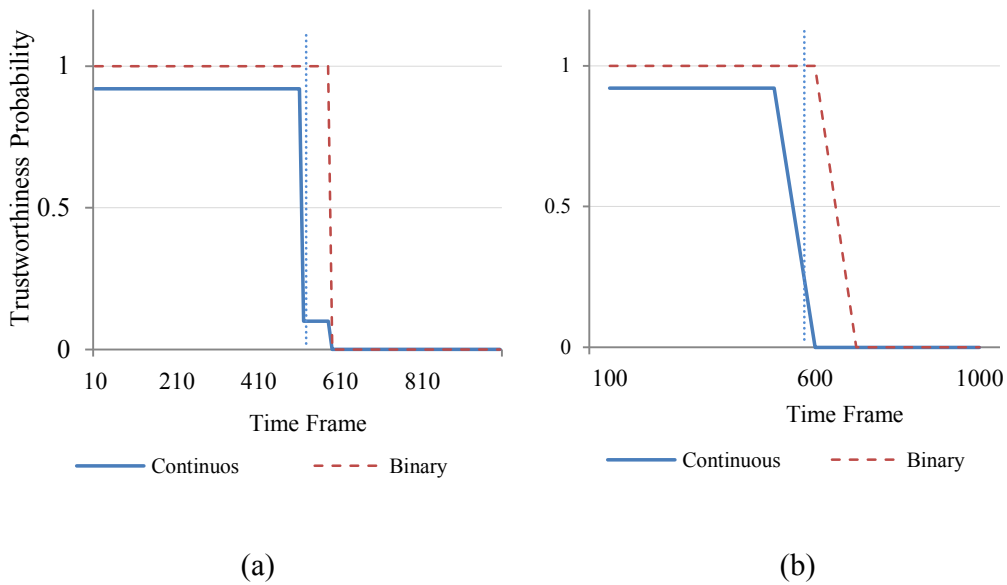 Trustworthiness Probability
1
0.5
0
10 210 410 610 810
Time Frame
Continuos Binary
(a)
1
0.5
0
100 600 1000
Time Frame
Continuous Binary
(b)